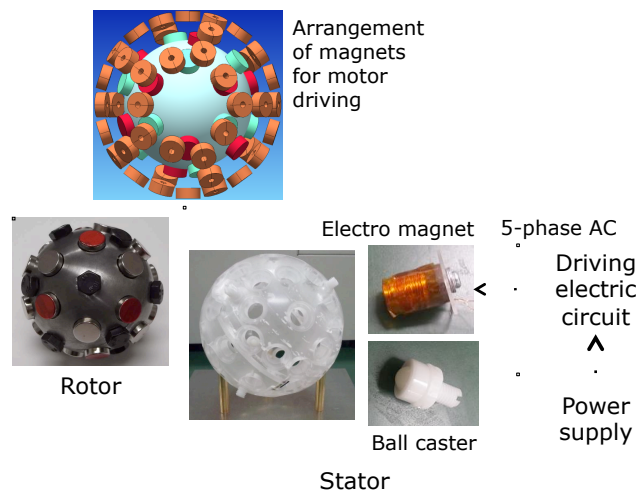 Arrangement
of magnets
for motor
driving
Electro magnet
5-phase AC
Driving
electric
circuit
Rotor
Ball caster
Power
supply
Stator